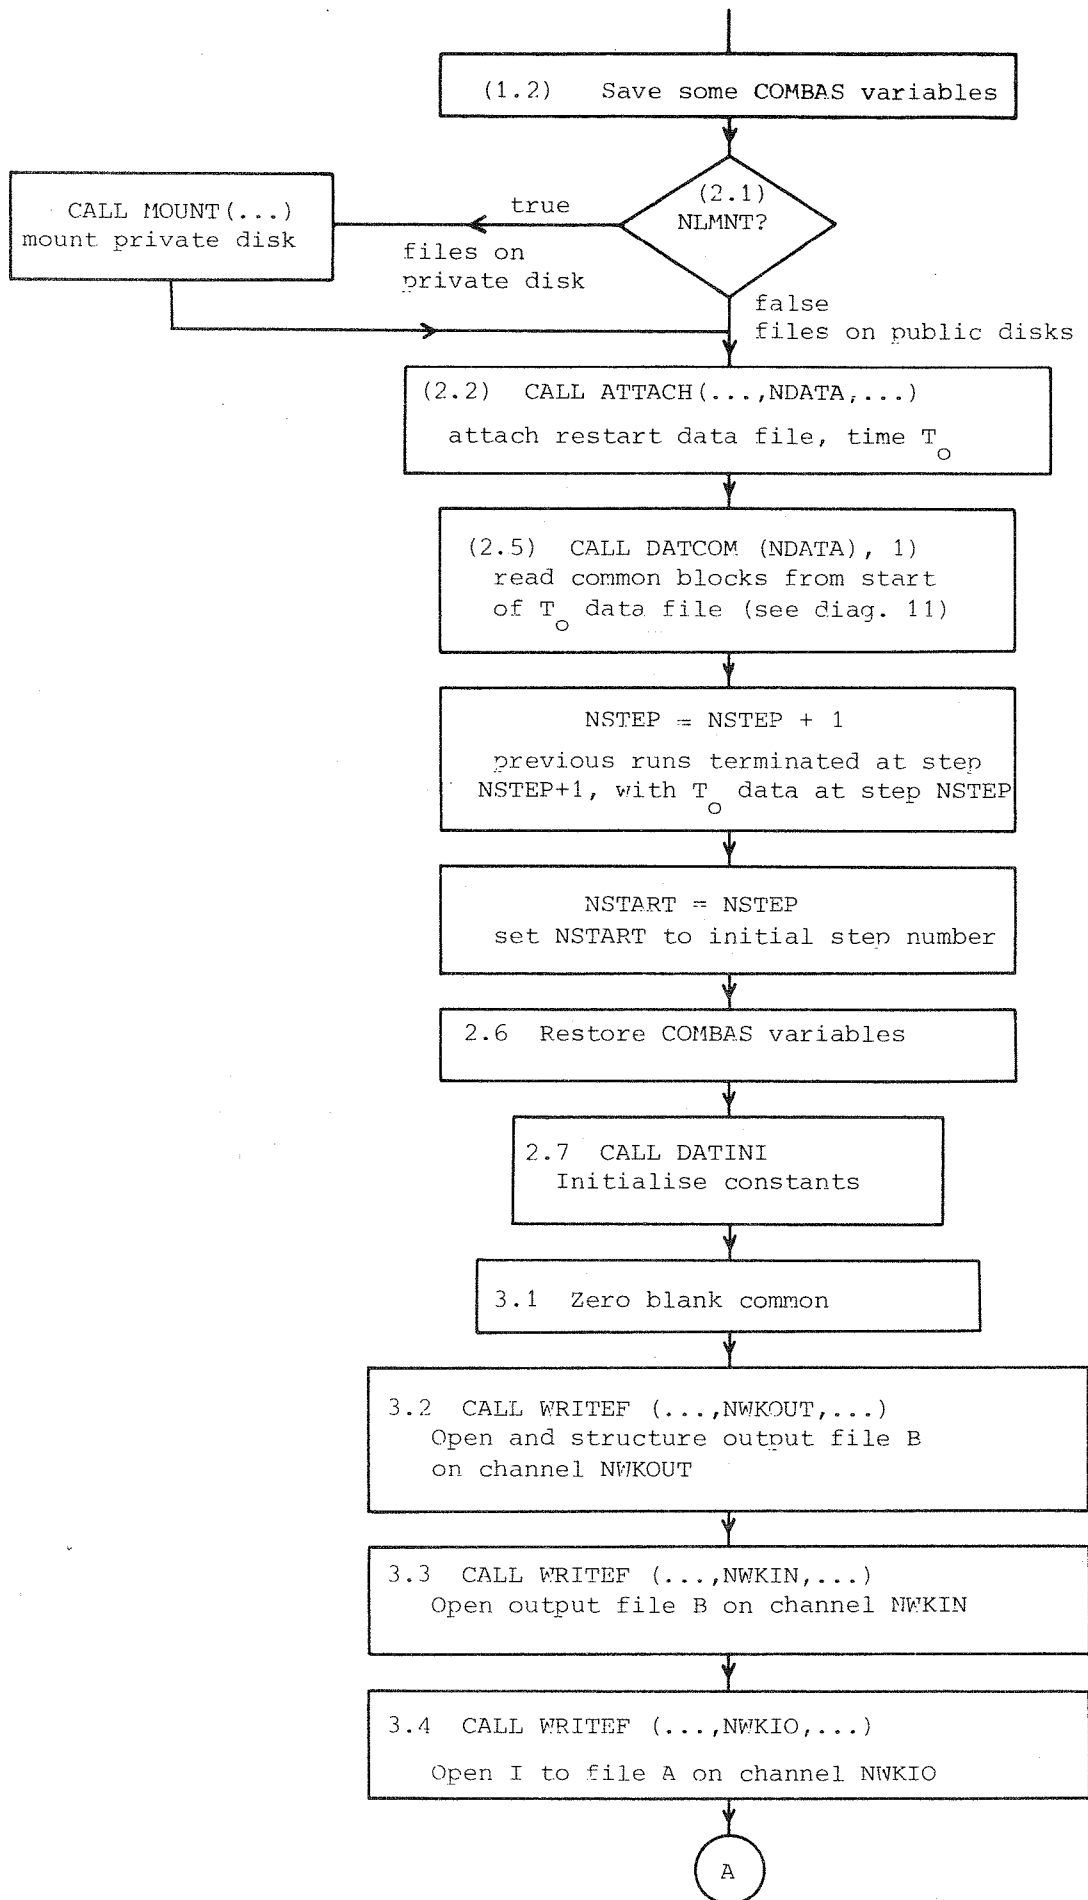 (1.2) Save some COMBAS variables
(2.1)
NLMNT?
true
files on
private disk
CALL MOUNT(...)
mount private disk
false
files on public disks
(2.2) CALL ATTACH(...,NDATA,...)
attach restart data file, time To
(2.5) CALL DATCOM (NDATA), 1)
read common blocks from start
of To data file (see diag. 11)
NSTEP = NSTEP + 1
previous runs terminated at step
NSTEP+1, with To data at step NSTEP
NSTART = NSTEP
set NSTART to initial step number
2.6 Restore COMBAS variables
2.7 CALL DATINI
Initialise constants
3.1 Zero blank common
3.2 CALL WRITEF (...,NWKOUT,...)
Open and structure output file B
on channel NWKOUT
3.3 CALL WRITEF (...,NWKIN,...)
Open output file B on channel NWKIN
3.4 CALL WRITEF (...,NWKIO,...)
Open I to file A on channel NWKIO
A